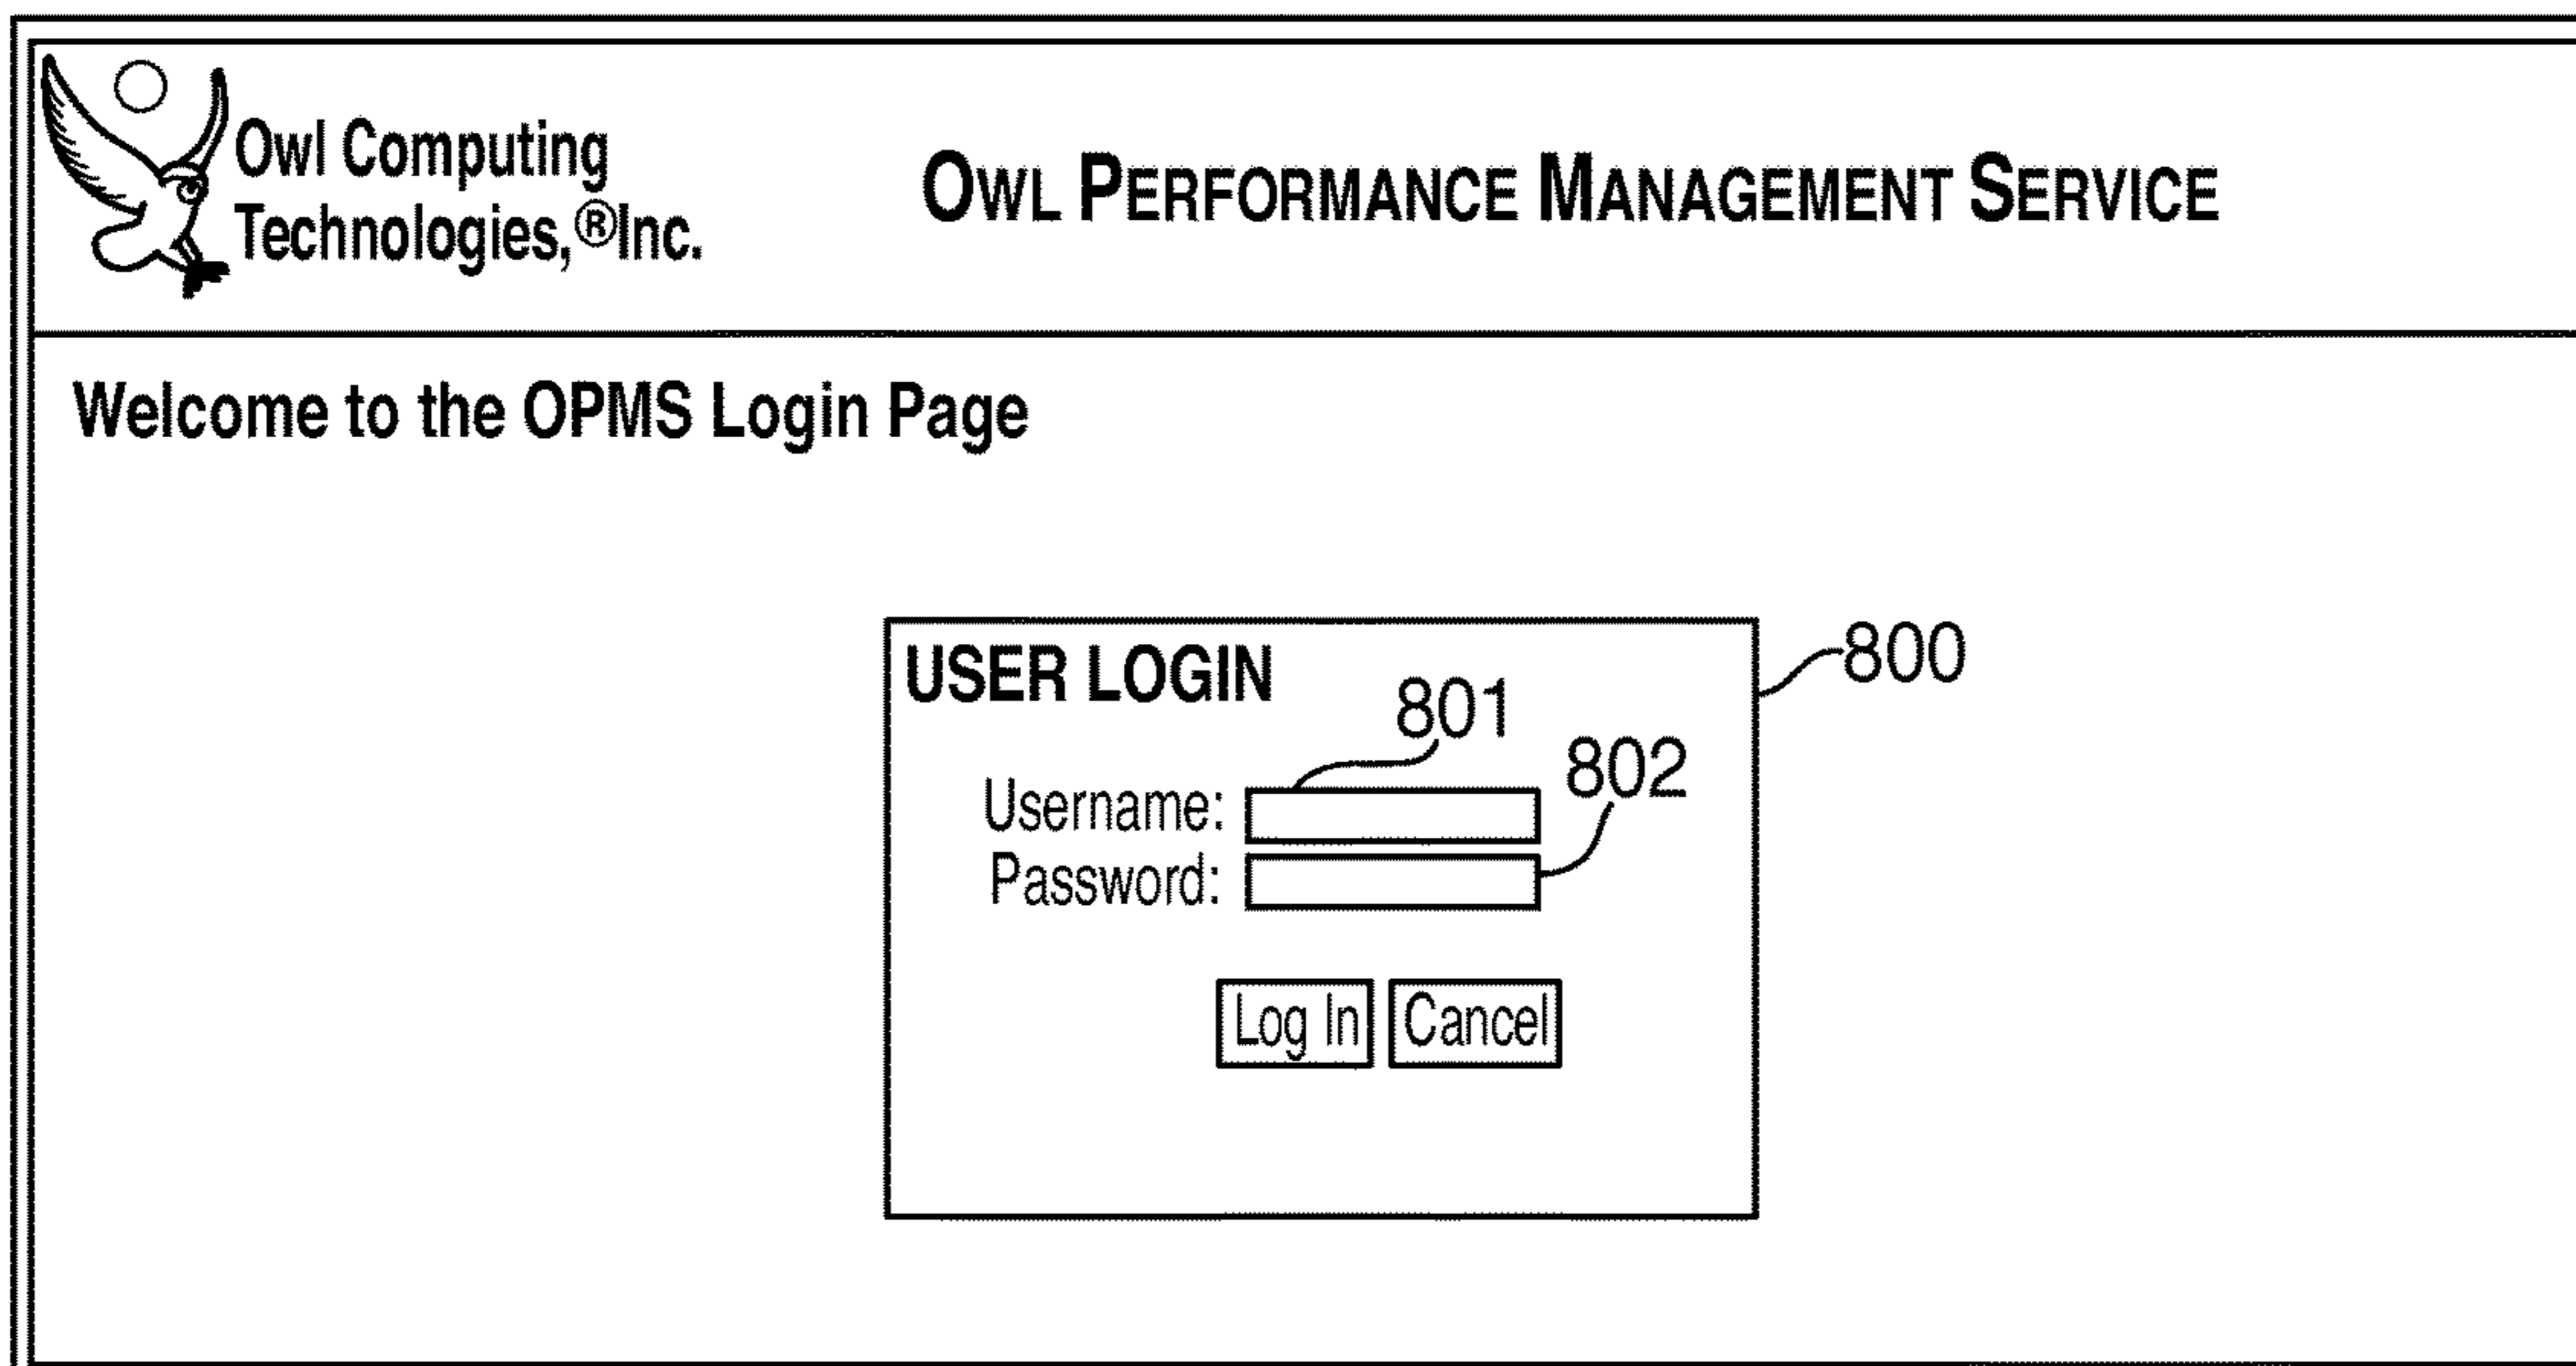 Owl Computing
Technologies,®Inc.
OWL PERFORMANCE MANAGEMENT SERVICE
Welcome to the OPMS Login Page
USER LOGIN
800
801
802
Username:
Password:
Log In Cancel